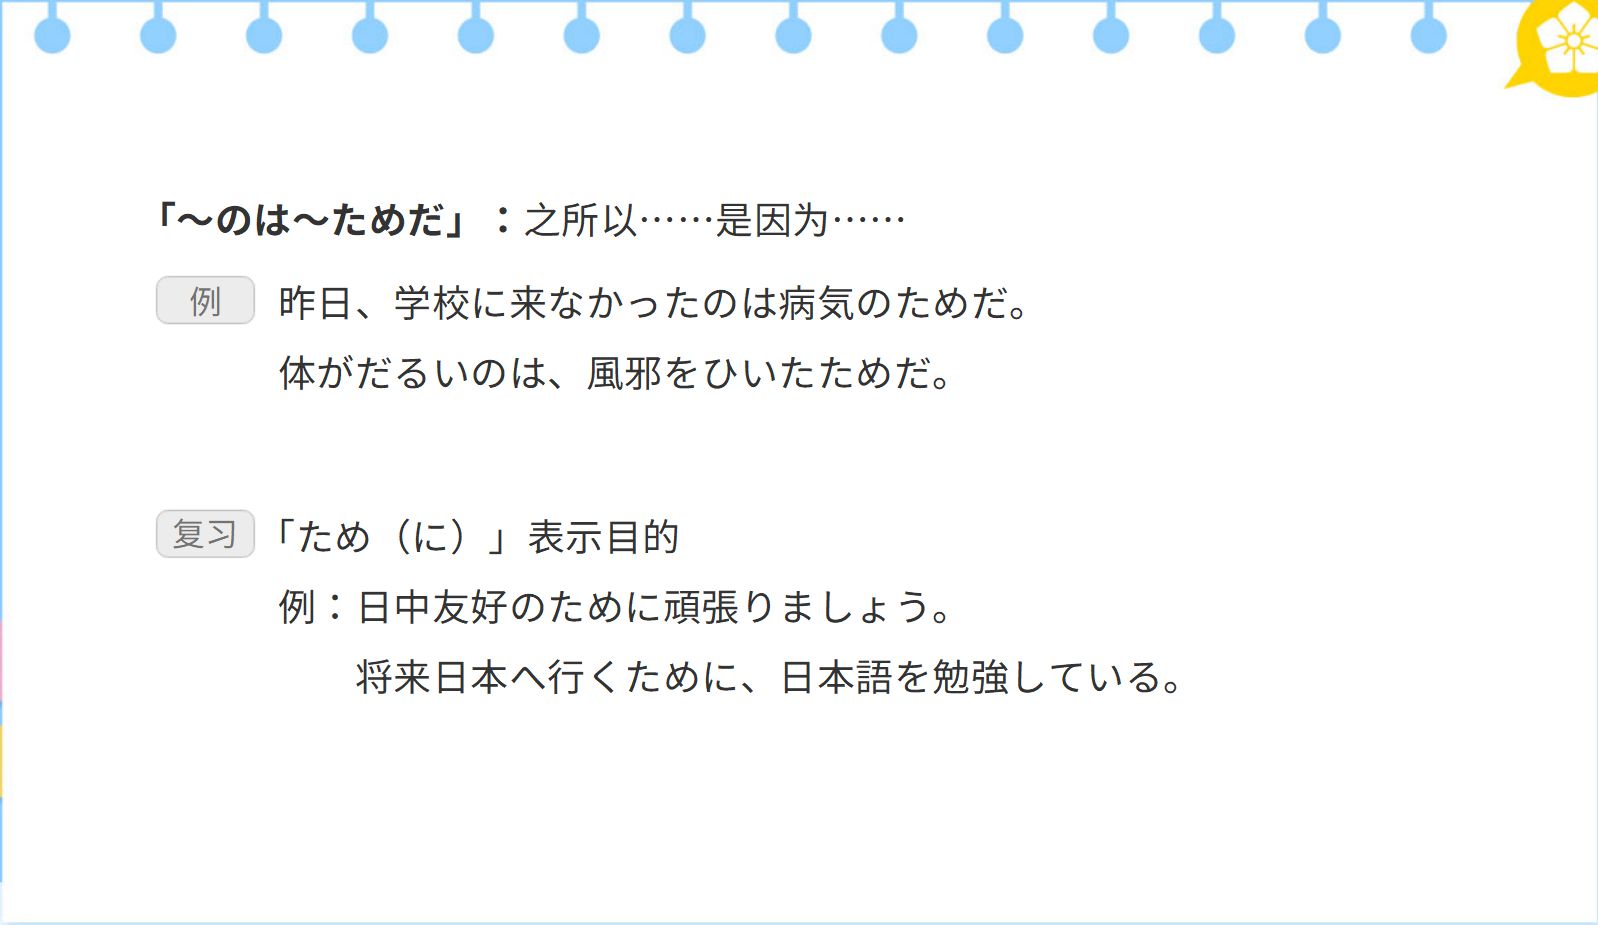 「～のは～ためだ」：之所以……是因为……
例 昨日、学校に来なかったのは病気のためだ。
体がだるいのは、風邪をひいたためだ。
复习 「ため（に）」表示目的
例：日中友好のために頑張りましょう。
将来日本へ行くために、日本語を勉強している。